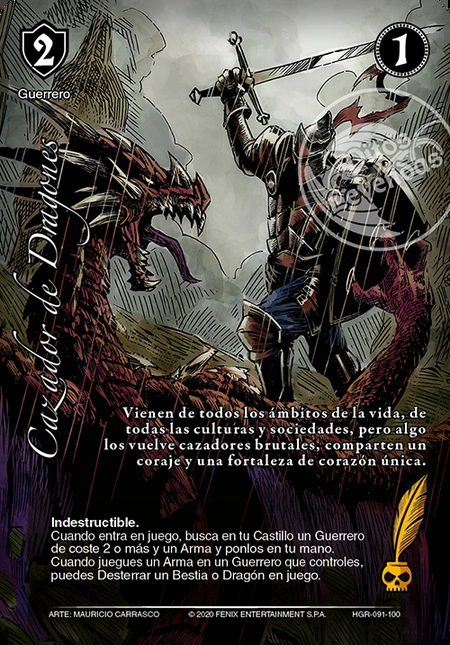 2
1
Guerrero
Mitos
y
Leyendas
Cazador de Dragones
Vienen de todos los ámbitos de la vida, de
todas las culturas y sociedades, pero algo
los vuelve cazadores brutales, comparten un
coraje y una fortaleza de corazón única.
Indestructible.
Cuando entra en juego, busca en tu Castillo un Guerrero
de coste 2 o más y un Arma y ponlos en tu mano.
Cuando juegues un Arma en un Guerrero que controles,
puedes Desterrar un Bestia o Dragón en juego.
ARTE: MAURICIO CARRASCO © 2020 FENIX ENTERTAINMENT S.P.A. HGR-091-100